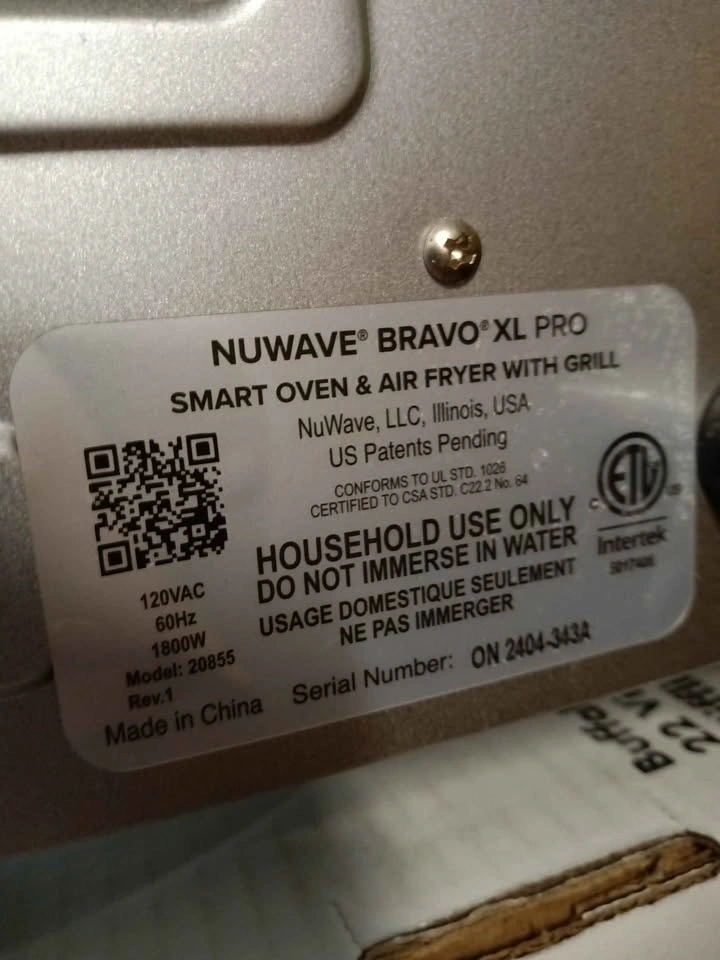 NUWAVE® BRAVO® XL PRO
SMART OVEN & AIR FRYER WITH GRILL
NuWave, LLC, Illinois, USA
US Patents Pending
CONFORMS TO UL STD. 1026
CERTIFIED TO CSA STD. C22.2 No. 64
HOUSEHOLD USE ONLY
DO NOT IMMERSE IN WATER
USAGE DOMESTIQUE SEULEMENT
NE PAS IMMERGER
ETL
Intertek
120VAC
60Hz
1800W
Model: 20855
Rev.1
Made in China
Serial Number: ON 2404-343A
22